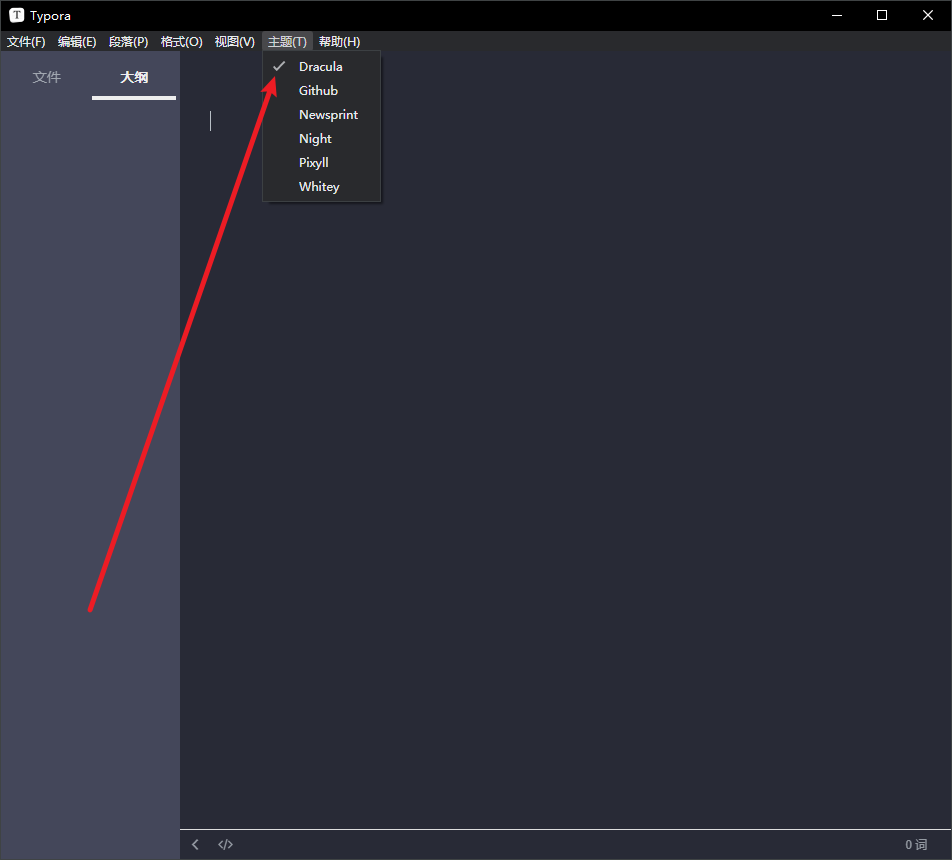 Typora
文件(F) 编辑(E) 段落(P) 格式(O) 视图(V) 主题(T) 帮助(H)
文件 大纲
Dracula
Github
Newsprint
Night
Pixyll
Whitey
0 词